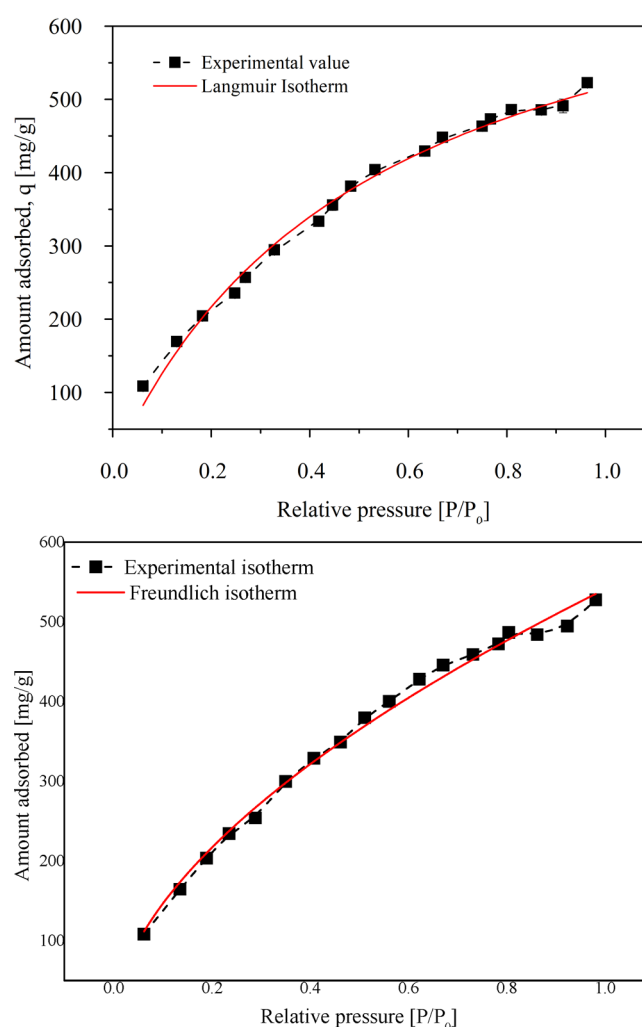 600
500
400
300
200
100
Amount adsorbed, q [mg/g]
Experimental value
Langmuir Isotherm
0.0 0.2 0.4 0.6 0.8 1.0
Relative pressure [P/P₀]
600
500
400
300
200
100
Amount adsorbed [mg/g]
Experimental isotherm
Freundlich isotherm
0.0 0.2 0.4 0.6 0.8 1.0
Relative pressure [P/P₀]